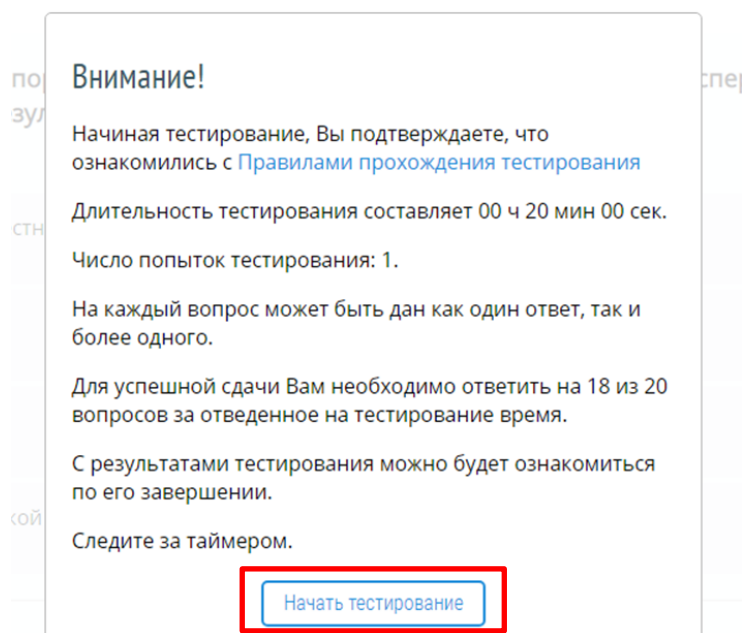 Внимание!
Начиная тестирование, Вы подтверждаете, что
ознакомились с Правилами прохождения тестирования
Длительность тестирования составляет 00 ч 20 мин 00 сек.
Число попыток тестирования: 1.
На каждый вопрос может быть дан как один ответ, так и
более одного.
Для успешной сдачи Вам необходимо ответить на 18 из 20
вопросов за отведенное на тестирование время.
С результатами тестирования можно будет ознакомиться
по его завершении.
Следите за таймером.
Начать тестирование